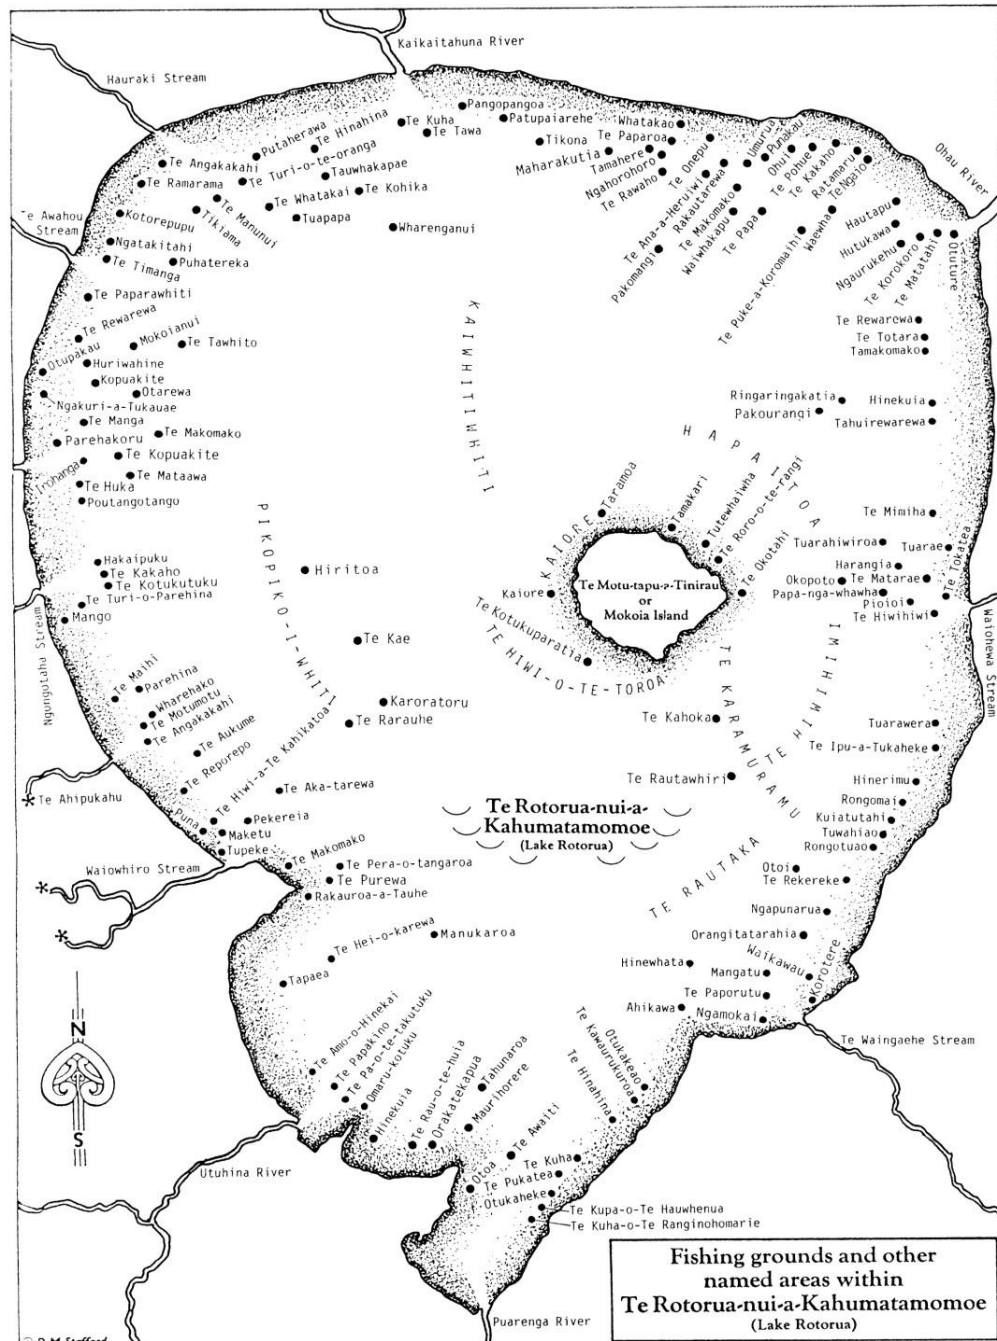 Kaikaitahuna River
Hauraki Stream
Pangopangoa
Patupaiarehe
Te Kuha
Te Tawa
Whatakao
Tikona
Te Paparoa
Maharakutia
Tamahere
Ngahorohoro
Te Rawaho
Te Onepu
Umurua
Punakau
Ohui
Te Pohue
Te Kakaho
Ratamaru
Te Ngaio
Ohau River
Putaherawa
Te Hinahina
Te Angakakahi
Te Turi-o-te-oranga
Te Ramarama
Tauwhakapae
Te Whatakai
Te Kohika
Te Manunui
Tikiama
Tuapapa
Wharenganui
Te Awahou
Stream
Kotorepupu
Ngatakitahi
Te Timanga
Puhatereka
Te Ana-a-Heruiwi
Rakautarewa
Te Makomako
Waiwhakapu
Te Papa
Pakomangi
Te Puke-a-Koromaihi
Waewha
Hautapu
Hutukawa
Ngaurukehu
Te Korokoro
Te Matatahi
Otuture
Te Paparawhiti
Te Rewarewa
Mokoianui
Te Tawhito
Otupakau
Huriwahine
Kopuakite
Otarewa
Ngakuri-a-Tukauae
Te Manga
Parehakoru
Te Makomako
Te Kopuakite
Irohanga
Te Mataawa
Te Huka
Poutangotango
KAIWHITIWHITI
Te Rewarewa
Te Totara
Tamakomako
Ringaringakatia
Pakourangi
Hinekuia
Tahuirewarewa
HAPAITOA
Taramoa
KAIORE
Tamakari
Tutewhaiwha
Te Roro-o-te-rangi
Te Okotahi
Te Mimiha
Tuarahiwiroa
Tuarae
Harangia
Okopoto
Te Matarae
Papa-nga-whawha
Pioioi
Te Hiwihiwi
Te Tokatea
Waiohewa Stream
PIKOPIKO-I-WHITI
Hakaipuku
Te Kakaho
Te Kotukutuku
Te Turi-o-Parehina
Mango
Hiritoa
Te Kae
Kaiore
Te Motu-tapu-a-Tinirau
or
Mokoia Island
Te Kotukuparatia
TE HIWI-O-TE-TOROA
TE KARAMURAMU
TE HIWIHIMI
Ngungotaha Stream
Te Maihi
Parehina
Wharehako
Te Motumotu
Te Angakakahi
Te Aukume
Te Reporepo
Te Hiwi-a-Te Kahikatoa
Karoratoru
Te Rarauhe
Te Kahoka
Te Rautawhiri
Tuarawera
Te Ipu-a-Tukaheke
Hinerimu
Rongomai
Kuiatutahi
Tuwahiao
Rongotuao
Te Ahipukahu
Te Aka-tarewa
Puna
Pekereia
Maketu
Tupeke
Te Rotorua-nui-a-
Kahumatamomoe
(Lake Rotorua)
Waiowhiro Stream
Te Makomako
Te Pera-o-tangaroa
Te Purewa
Rakauroa-a-Tauhe
Otoi
Te Rekereke
TE RAUTAKA
Ngapunarua
Orangitatarahia
Te Hei-o-karewa
Manukaroa
Tapaea
Hinewhata
Waikawau
Mangatu
Korotere
Te Paporutu
Ahikawa
Ngamokai
Te Waingaehe Stream
N
S
Te Amo-o-Hinekai
Te Papakino
Te Pa-o-te-takutuku
Omaru-kotuku
Hinekuia
Te Rau-o-te-huia
Orakatekapua
Tahunaroa
Maurihorere
Otukakeao
Te Kawaurukuroa
Te Hinahina
Utuhina River
Te Awaiti
Otoa
Te Kuha
Te Pukatea
Otukaheke
Te Kupa-o-Te Hauwhenua
Te Kuha-o-Te Ranginohomarie
Puarenga River
Fishing grounds and other
named areas within
Te Rotorua-nui-a-Kahumatamomoe
(Lake Rotorua)